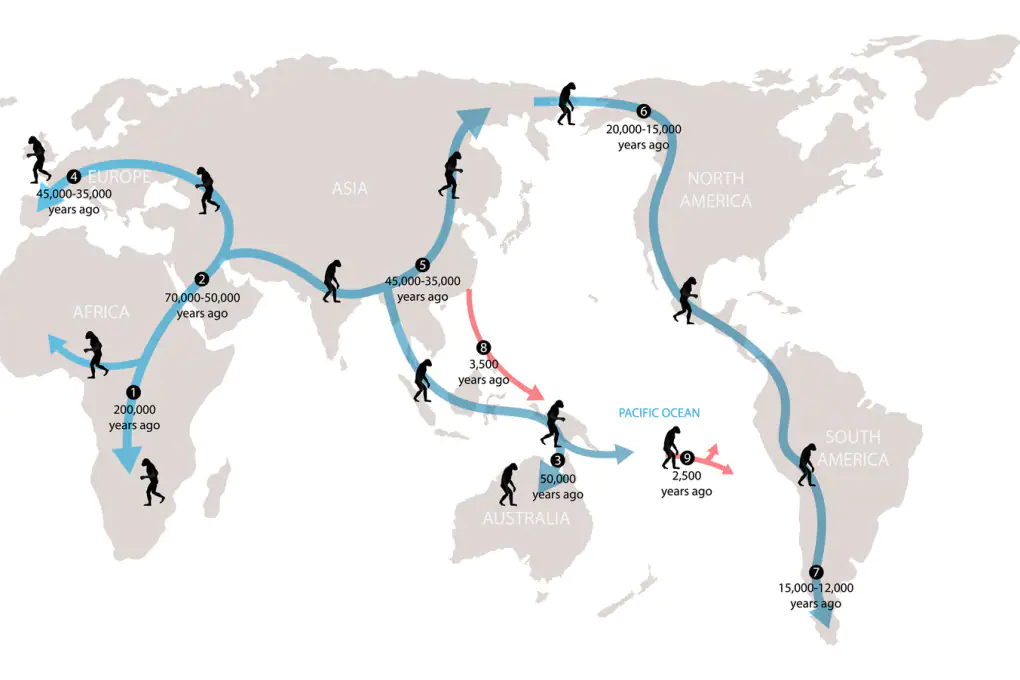 6
20,000-15,000
years ago
4
EUROPE
45,000-35,000
years ago
ASIA
NORTH
AMERICA
2
70,000-50,000
years ago
5
45,000-35,000
years ago
AFRICA
8
3,500
years ago
1
200,000
years ago
PACIFIC OCEAN
3
50,000
years ago
9
2,500
years ago
SOUTH
AMERICA
AUSTRALIA
7
15,000-12,000
years ago